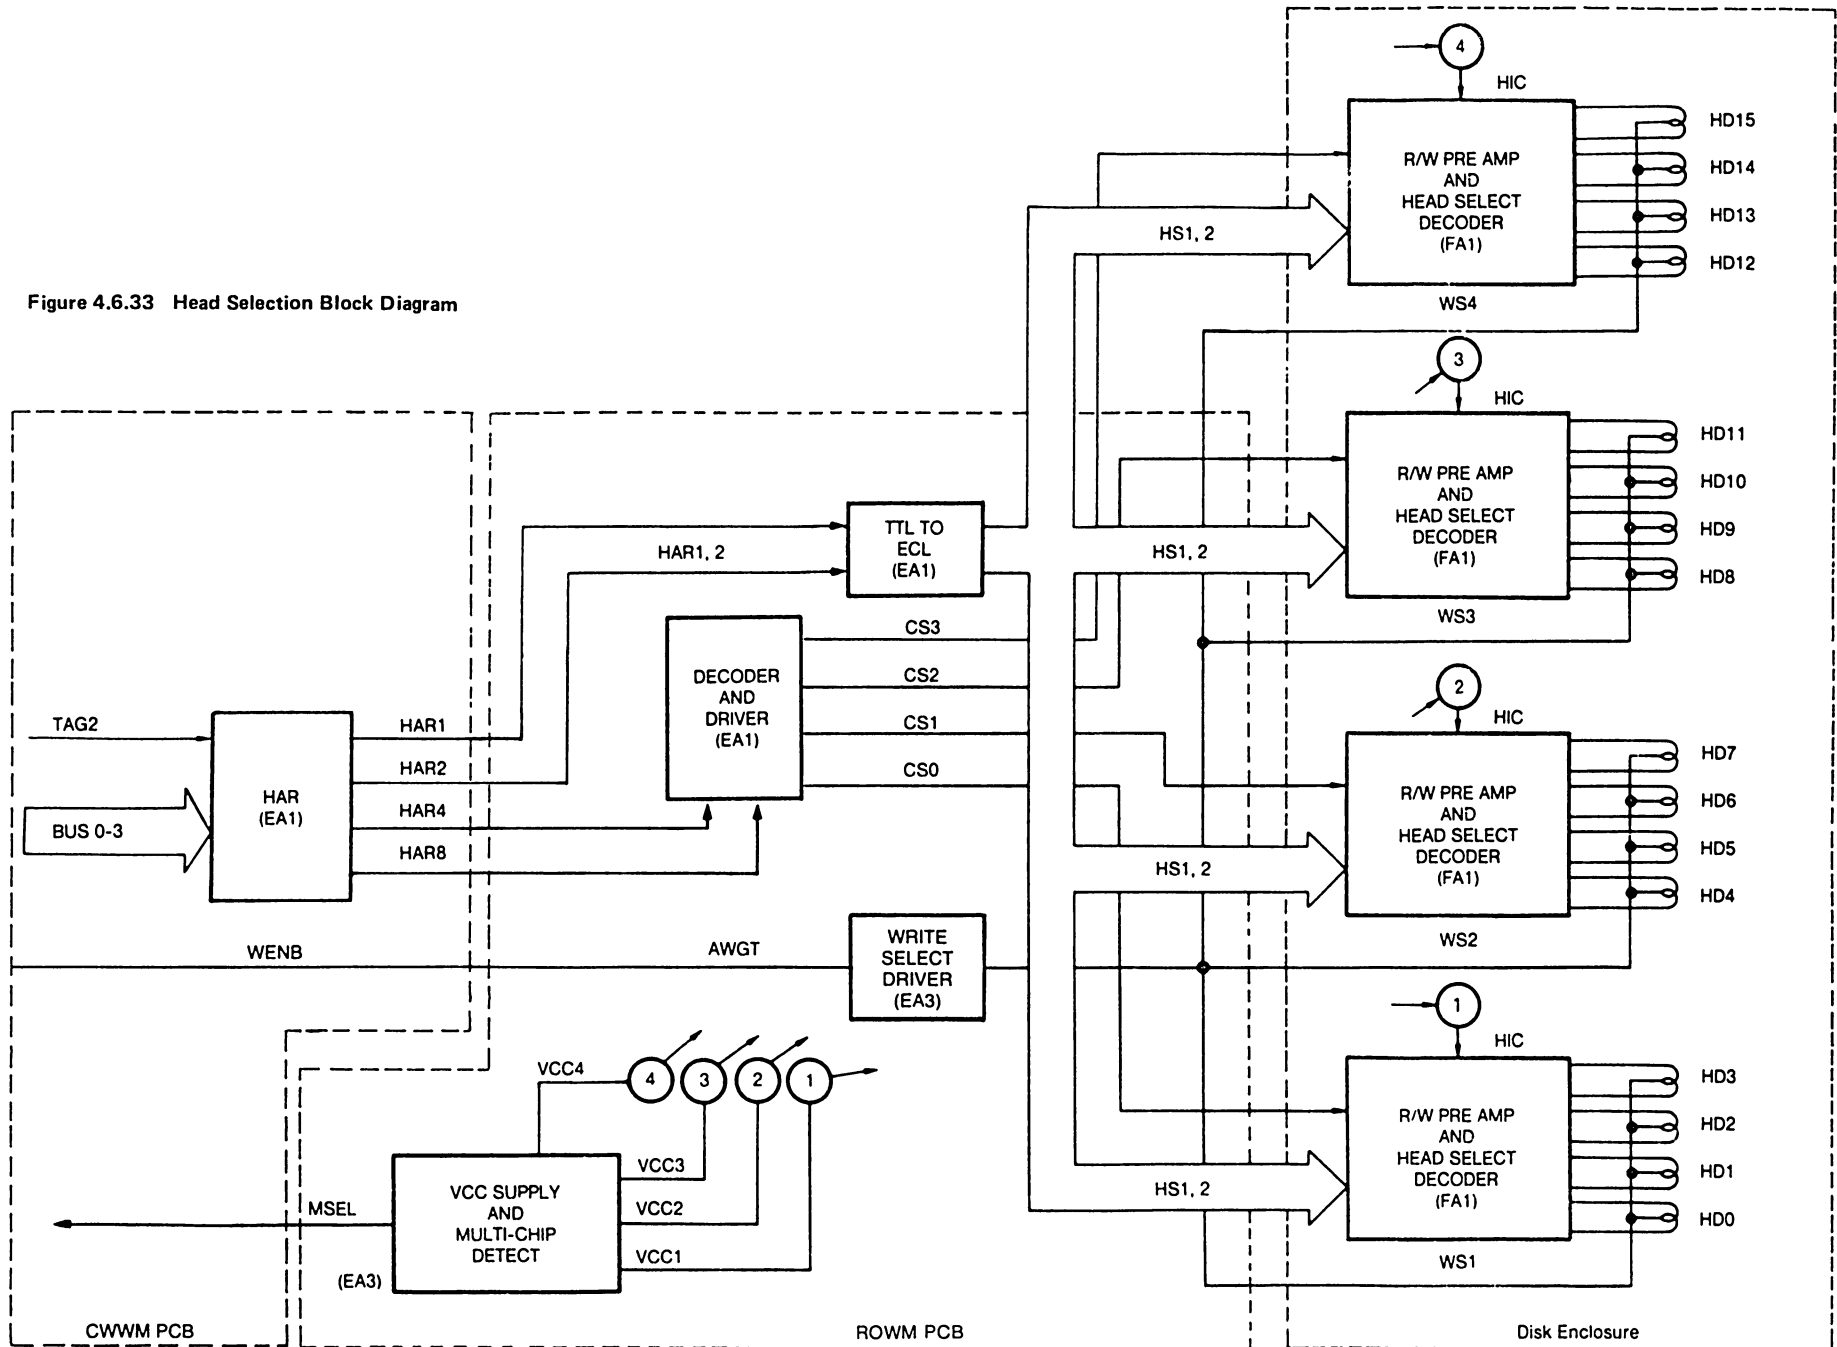 4
HIC
R/W PRE AMP
AND
HEAD SELECT
DECODER
(FA1)
HD15
HD14
HD13
HD12
HS1, 2
WS4
Figure 4.6.33 Head Selection Block Diagram
3
HIC
R/W PRE AMP
AND
HEAD SELECT
DECODER
(FA1)
HD11
HD10
HD9
HD8
HS1, 2
WS3
TTL TO
ECL
(EA1)
HAR1, 2
DECODER
AND
DRIVER
(EA1)
CS3
CS2
CS1
CS0
TAG2
BUS 0-3
HAR
(EA1)
HAR1
HAR2
HAR4
HAR8
2
HIC
R/W PRE AMP
AND
HEAD SELECT
DECODER
(FA1)
HD7
HD6
HD5
HD4
HS1, 2
WS2
WENB
AWGT
WRITE
SELECT
DRIVER
(EA3)
1
HIC
R/W PRE AMP
AND
HEAD SELECT
DECODER
(FA1)
HD3
HD2
HD1
HD0
HS1, 2
WS1
VCC4
4
3
2
1
VCC3
VCC2
VCC1
MSEL
VCC SUPPLY
AND
MULTI-CHIP
DETECT
(EA3)
CWWM PCB
ROWM PCB
Disk Enclosure